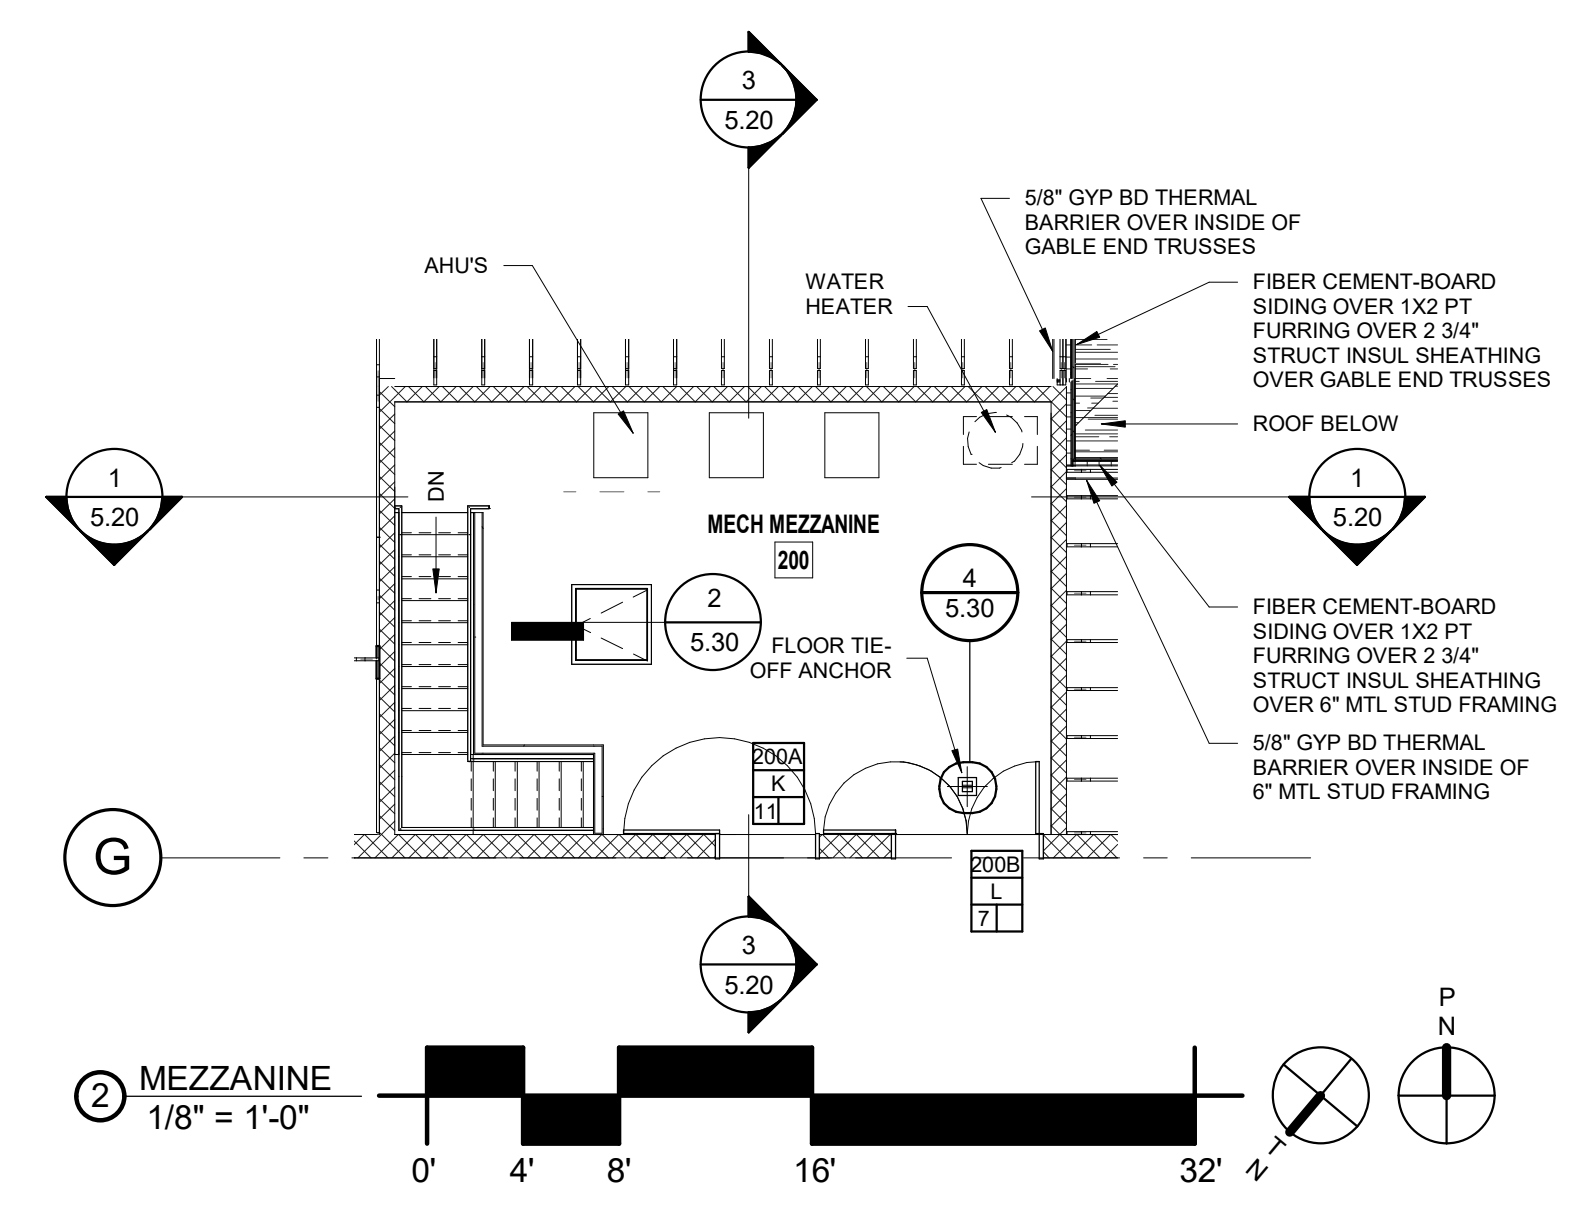 3
5.20
5/8" GYP BD THERMAL
BARRIER OVER INSIDE OF
GABLE END TRUSSES
AHU'S
WATER
HEATER
FIBER CEMENT-BOARD
SIDING OVER 1X2 PT
FURRING OVER 2 3/4"
STRUCT INSUL SHEATHING
OVER GABLE END TRUSSES
ROOF BELOW
1
5.20
DN
1
5.20
MECH MEZZANINE
200
4
5.30
2
5.30
FLOOR TIE-
OFF ANCHOR
FIBER CEMENT-BOARD
SIDING OVER 1X2 PT
FURRING OVER 2 3/4"
STRUCT INSUL SHEATHING
OVER 6" MTL STUD FRAMING
5/8" GYP BD THERMAL
BARRIER OVER INSIDE OF
6" MTL STUD FRAMING
200A
K
11
G
200B
L
7
3
5.20
P
N
2
MEZZANINE
1/8" = 1'-0"
0' 4' 8' 16' 32'
T
N